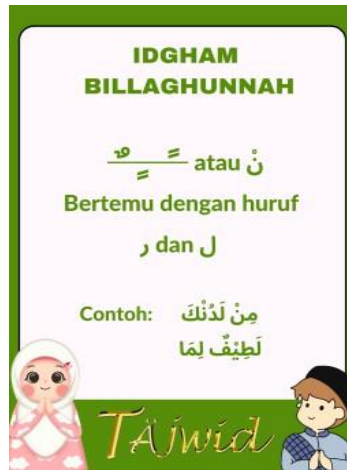 IDGHAM
BILLAGHUNNAH
ـًـٍـٌ atau نْ
Bertemu dengan huruf
ر dan ل
Contoh: مِنْ لَدُنْكَ
لَطِيْفٌ لِمَا
TAjwid